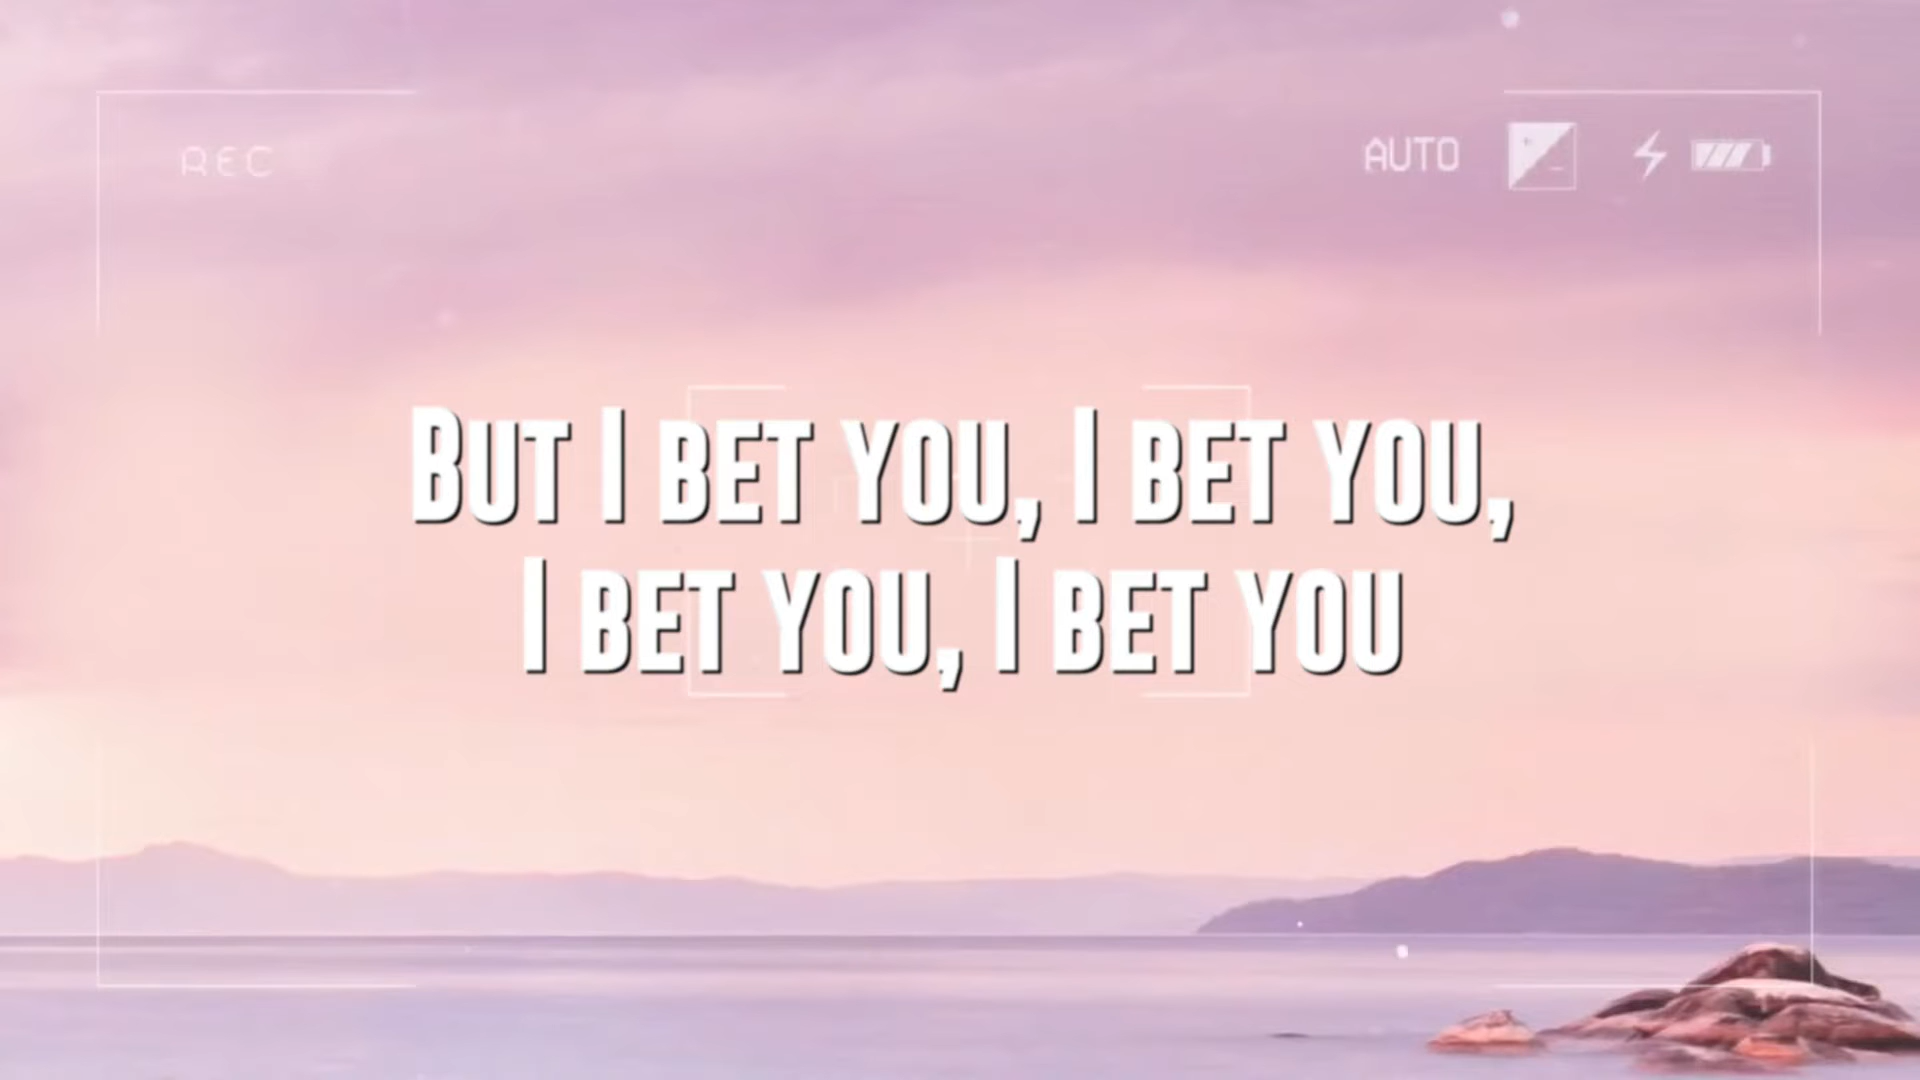 REC
AUTO
But I bet you, I bet you,
I bet you, I bet you